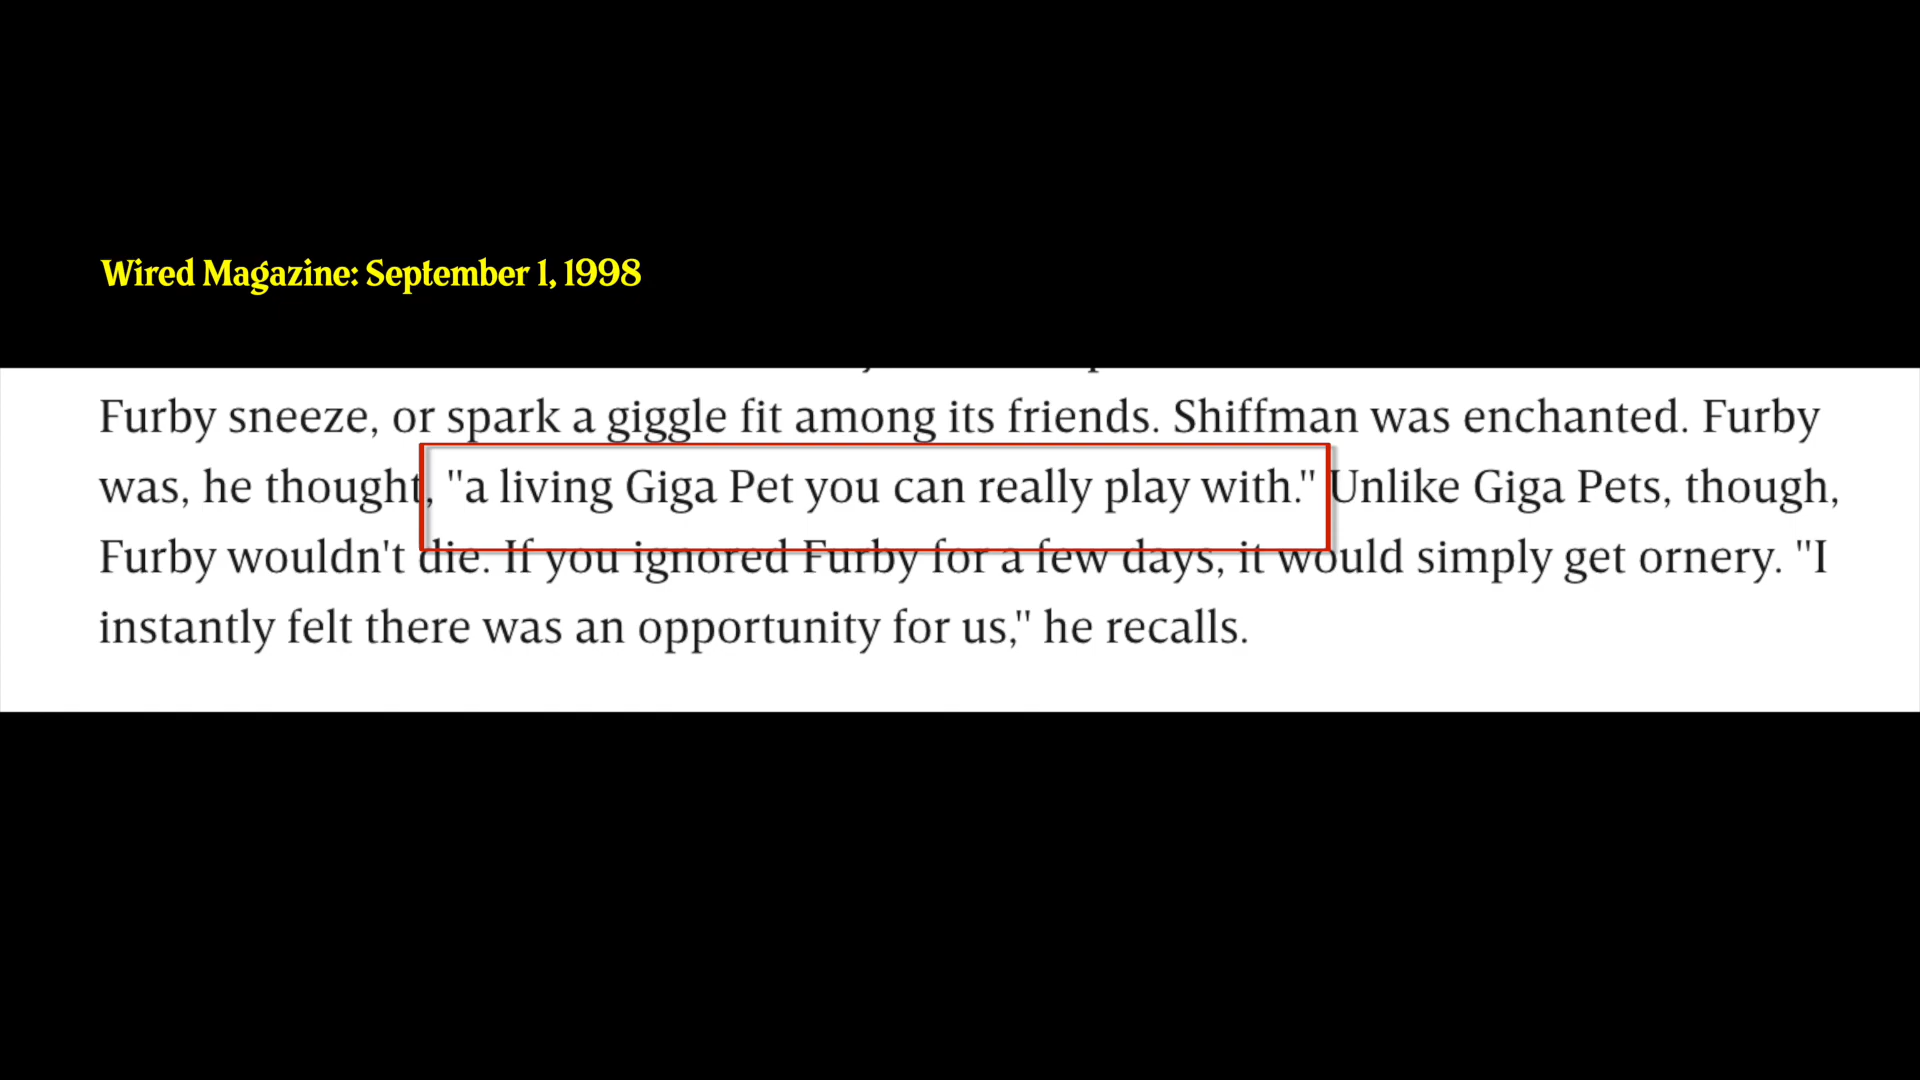 Wired Magazine: September 1, 1998
Furby sneeze, or spark a giggle fit among its friends. Shiffman was enchanted. Furby
was, he thought, "a living Giga Pet you can really play with." Unlike Giga Pets, though,
Furby wouldn't die. If you ignored Furby for a few days, it would simply get ornery. "I
instantly felt there was an opportunity for us," he recalls.